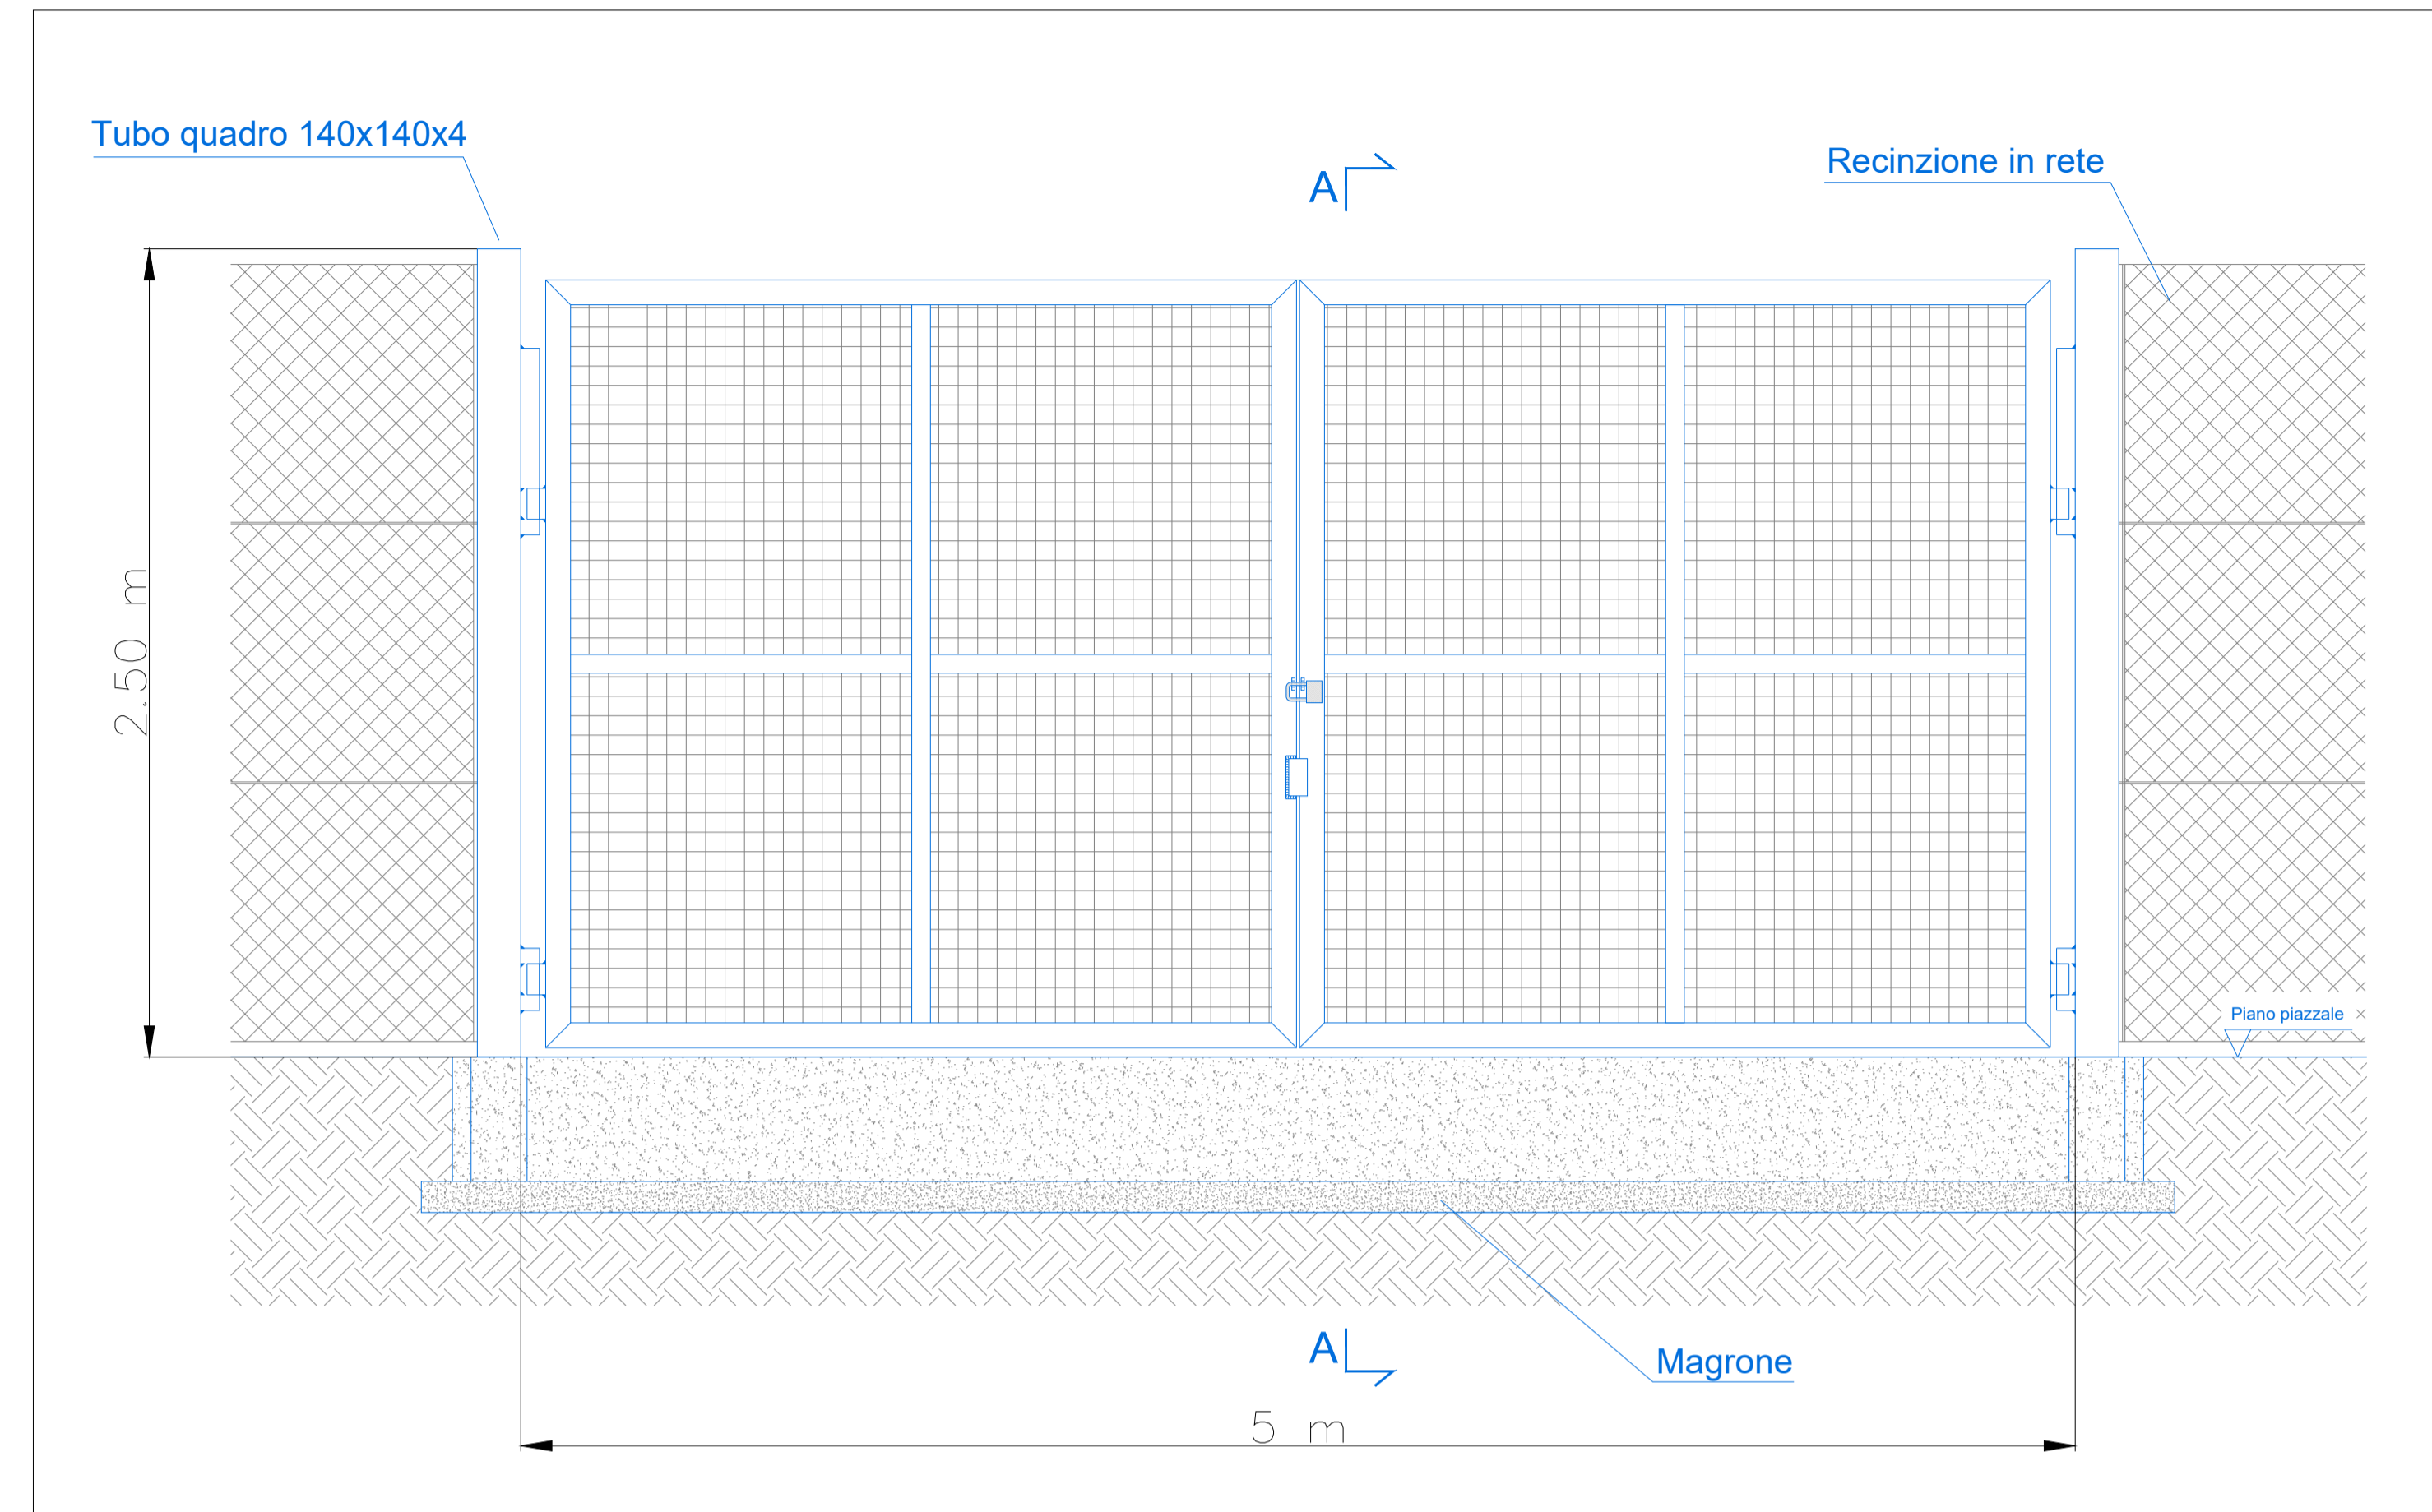 Tubo quadro 140x140x4
A
Recinzione in rete
2.50 m
Piano piazzale
A
Magrone
5 m